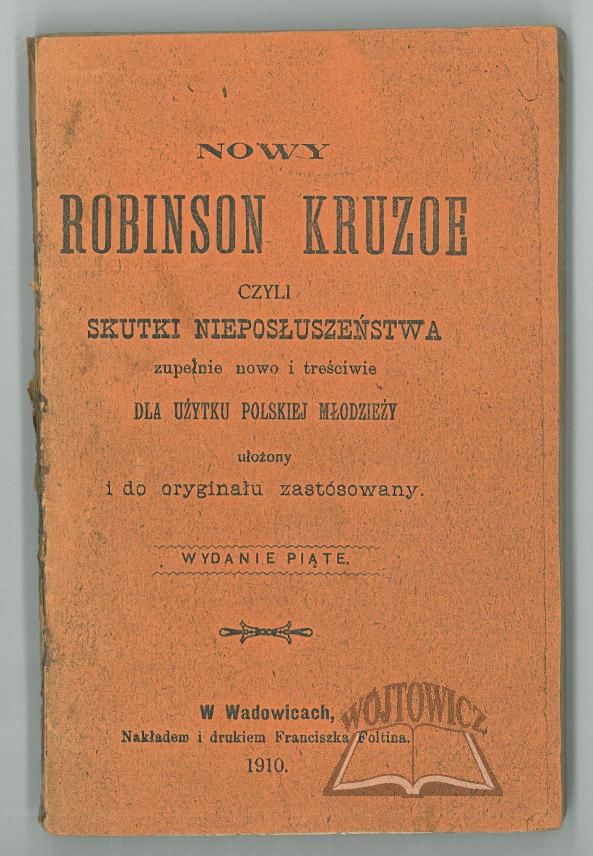 NOWY
ROBINSON KRUZOE
CZYLI
SKUTKI NIEPOSŁUSZEŃSTWA
zupełnie nowo i treściwie
DLA UŻYTKU POLSKIEJ MŁODZIEŻY
ułożony
i do oryginału zastósowany.
WYDANIE PIĄTE.
W Wadowicach,
Nakładem i drukiem Franciszka Foltina.
1910.
WÓJTOWICZ